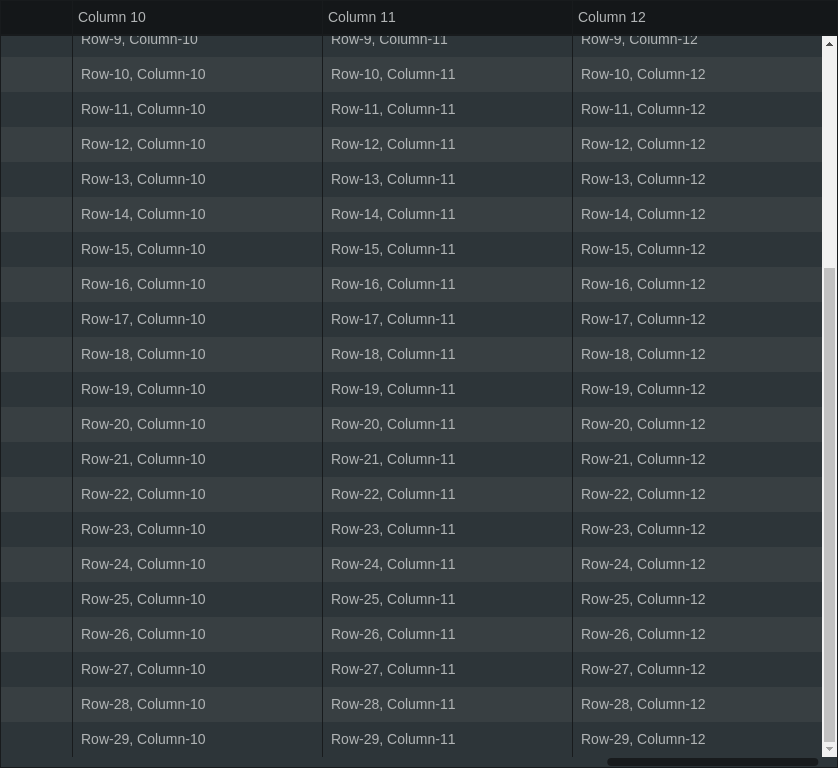 Column 10 Column 11 Column 12
Row-9, Column-10 Row-9, Column-11 Row-9, Column-12
Row-10, Column-10 Row-10, Column-11 Row-10, Column-12
Row-11, Column-10 Row-11, Column-11 Row-11, Column-12
Row-12, Column-10 Row-12, Column-11 Row-12, Column-12
Row-13, Column-10 Row-13, Column-11 Row-13, Column-12
Row-14, Column-10 Row-14, Column-11 Row-14, Column-12
Row-15, Column-10 Row-15, Column-11 Row-15, Column-12
Row-16, Column-10 Row-16, Column-11 Row-16, Column-12
Row-17, Column-10 Row-17, Column-11 Row-17, Column-12
Row-18, Column-10 Row-18, Column-11 Row-18, Column-12
Row-19, Column-10 Row-19, Column-11 Row-19, Column-12
Row-20, Column-10 Row-20, Column-11 Row-20, Column-12
Row-21, Column-10 Row-21, Column-11 Row-21, Column-12
Row-22, Column-10 Row-22, Column-11 Row-22, Column-12
Row-23, Column-10 Row-23, Column-11 Row-23, Column-12
Row-24, Column-10 Row-24, Column-11 Row-24, Column-12
Row-25, Column-10 Row-25, Column-11 Row-25, Column-12
Row-26, Column-10 Row-26, Column-11 Row-26, Column-12
Row-27, Column-10 Row-27, Column-11 Row-27, Column-12
Row-28, Column-10 Row-28, Column-11 Row-28, Column-12
Row-29, Column-10 Row-29, Column-11 Row-29, Column-12